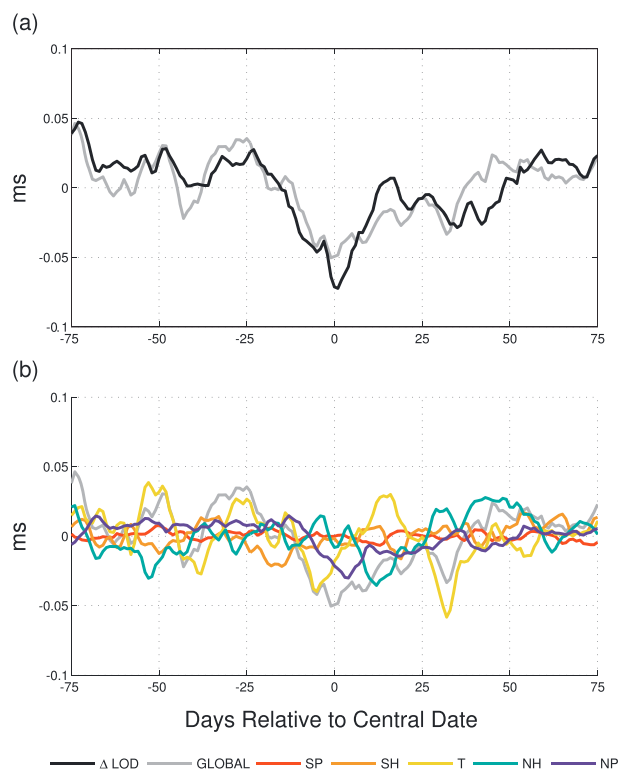 (a)
0.1
0.05
0
-0.05
-0.1
ms
-75 -50 -25 0 25 50 75
(b)
0.1
0.05
0
-0.05
-0.1
ms
-75 -50 -25 0 25 50 75
Days Relative to Central Date
Δ LOD GLOBAL SP SH T NH NP